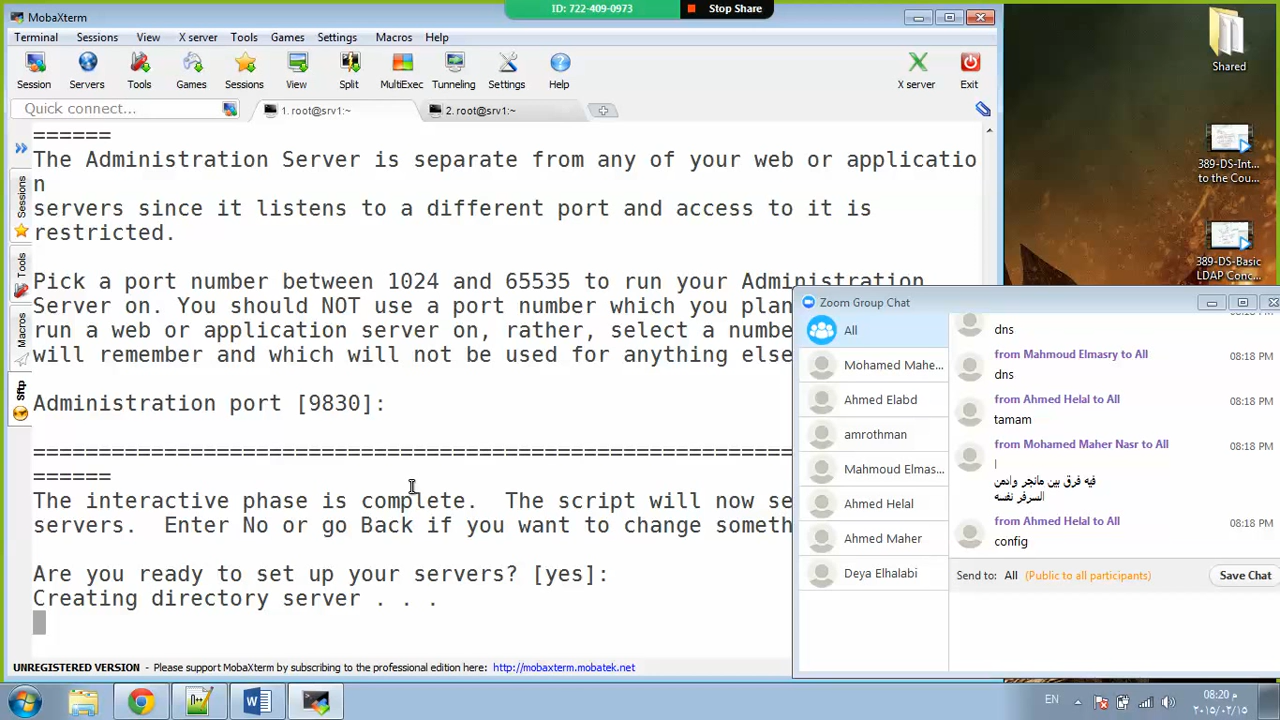 ID: 722-409-0973
Stop Share
MobaXterm
Terminal Sessions View X server Tools Games Settings Macros Help
Session Servers Tools Games Sessions View Split MultiExec Tunneling Settings Help X server Exit
Quick connect...
1. root@srv1:~
2. root@srv1:~
Sessions
Tools
Macros
Sftp
======
The Administration Server is separate from any of your web or applicatio
n
servers since it listens to a different port and access to it is
restricted.
Pick a port number between 1024 and 65535 to run your Administration
Server on. You should NOT use a port number which you plan
run a web or application server on, rather, select a numbe
will remember and which will not be used for anything else
Administration port [9830]:
==========================================================
======
The interactive phase is complete.  The script will now se
servers.  Enter No or go Back if you want to change someth
Are you ready to set up your servers? [yes]:
Creating directory server . . .
UNREGISTERED VERSION - Please support MobaXterm by subscribing to the professional edition here: http://mobaxterm.mobatek.net
Shared
389-DS-Int...
to the Cou...
389-DS-Basic
LDAP Conc...
Zoom Group Chat
All
Mohamed Mahe...
Ahmed Elabd
amrothman
Mahmoud Elmas...
Ahmed Helal
Ahmed Maher
Deya Elhalabi
dns
from Mahmoud Elmasry to All 08:18 PM
dns
from Ahmed Helal to All 08:18 PM
tamam
from Mohamed Maher Nasr to All 08:18 PM
فيه فرق بين مانجر وادمن
السرفر نفسه
from Ahmed Helal to All 08:18 PM
config
Send to: All (Public to all participants)
Save Chat
EN
08:20 م
٢٠١٥/٠٢/١٥